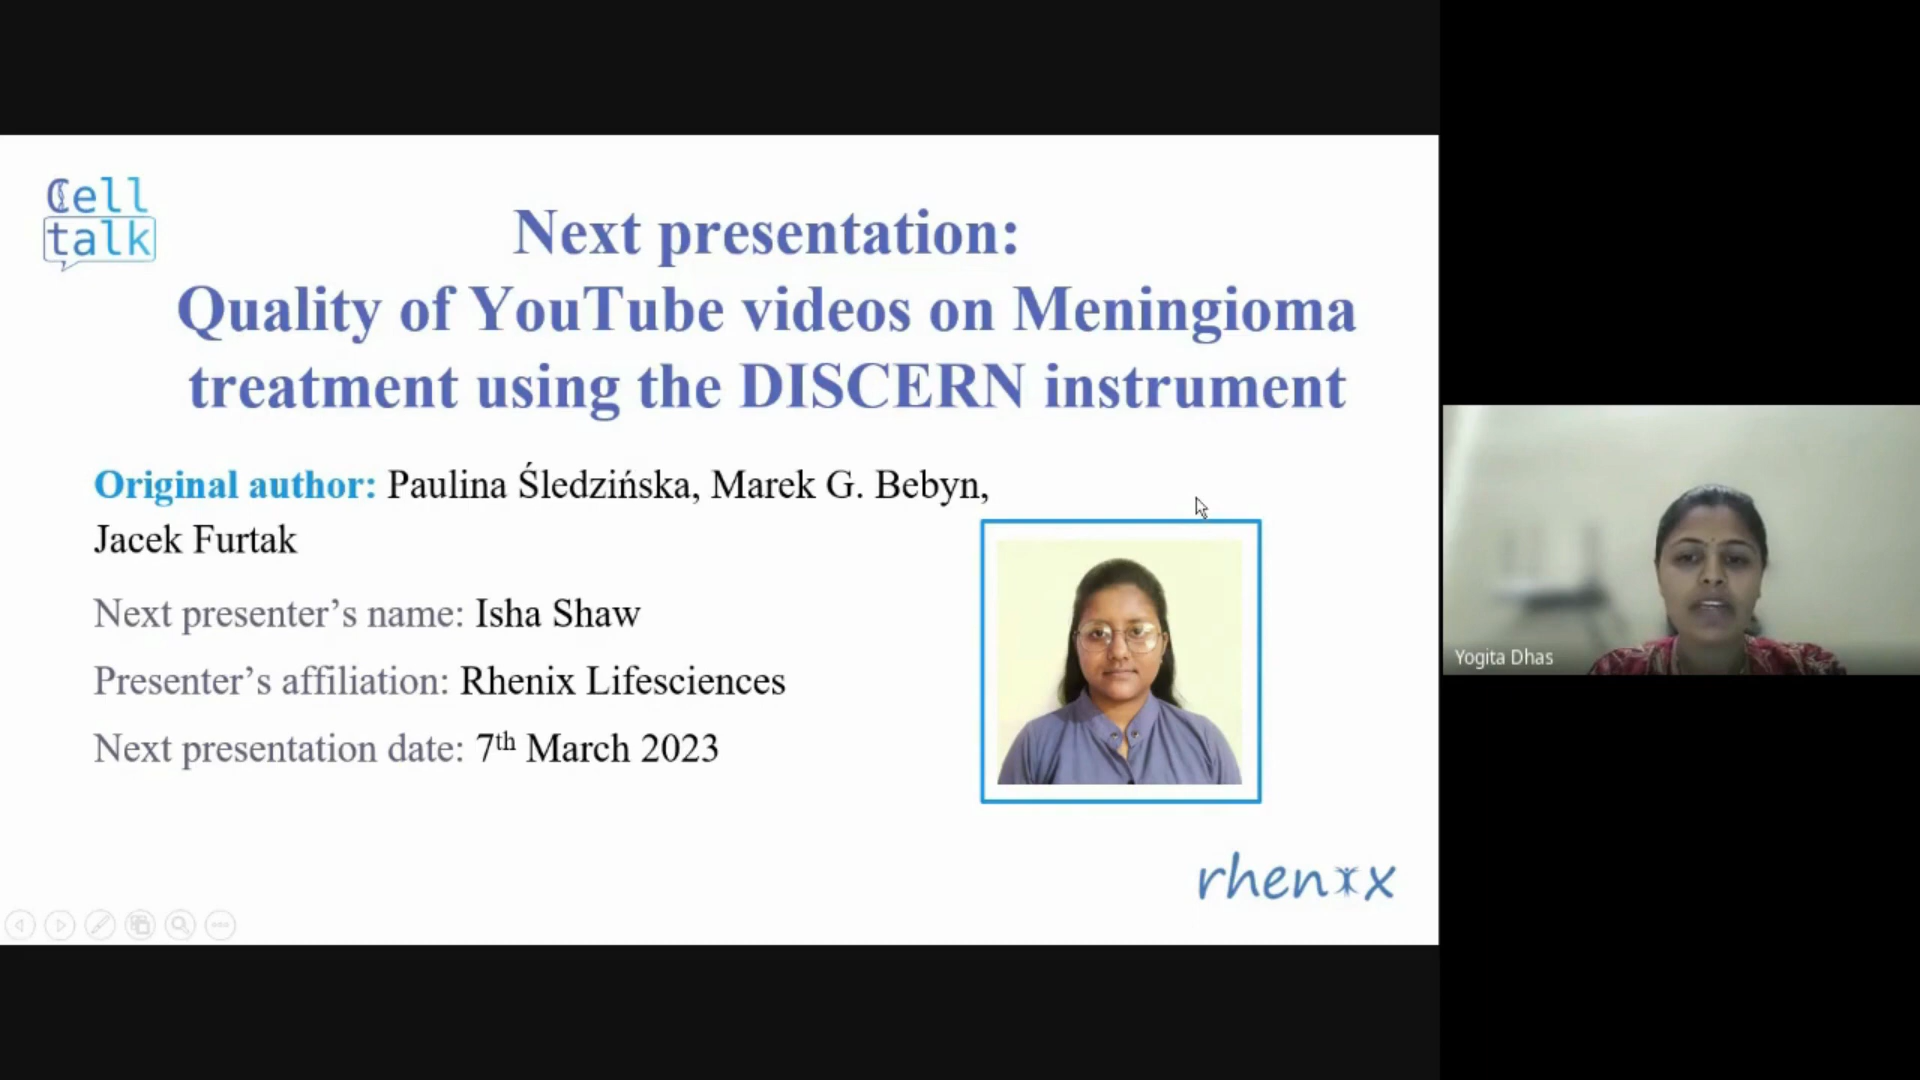 Cell
talk
Next presentation:
Quality of YouTube videos on Meningioma
treatment using the DISCERN instrument
Original author: Paulina Śledzińska, Marek G. Bebyn,
Jacek Furtak
Next presenter’s name: Isha Shaw
Presenter’s affiliation: Rhenix Lifesciences
Next presentation date: 7th March 2023
rhenix
Yogita Dhas